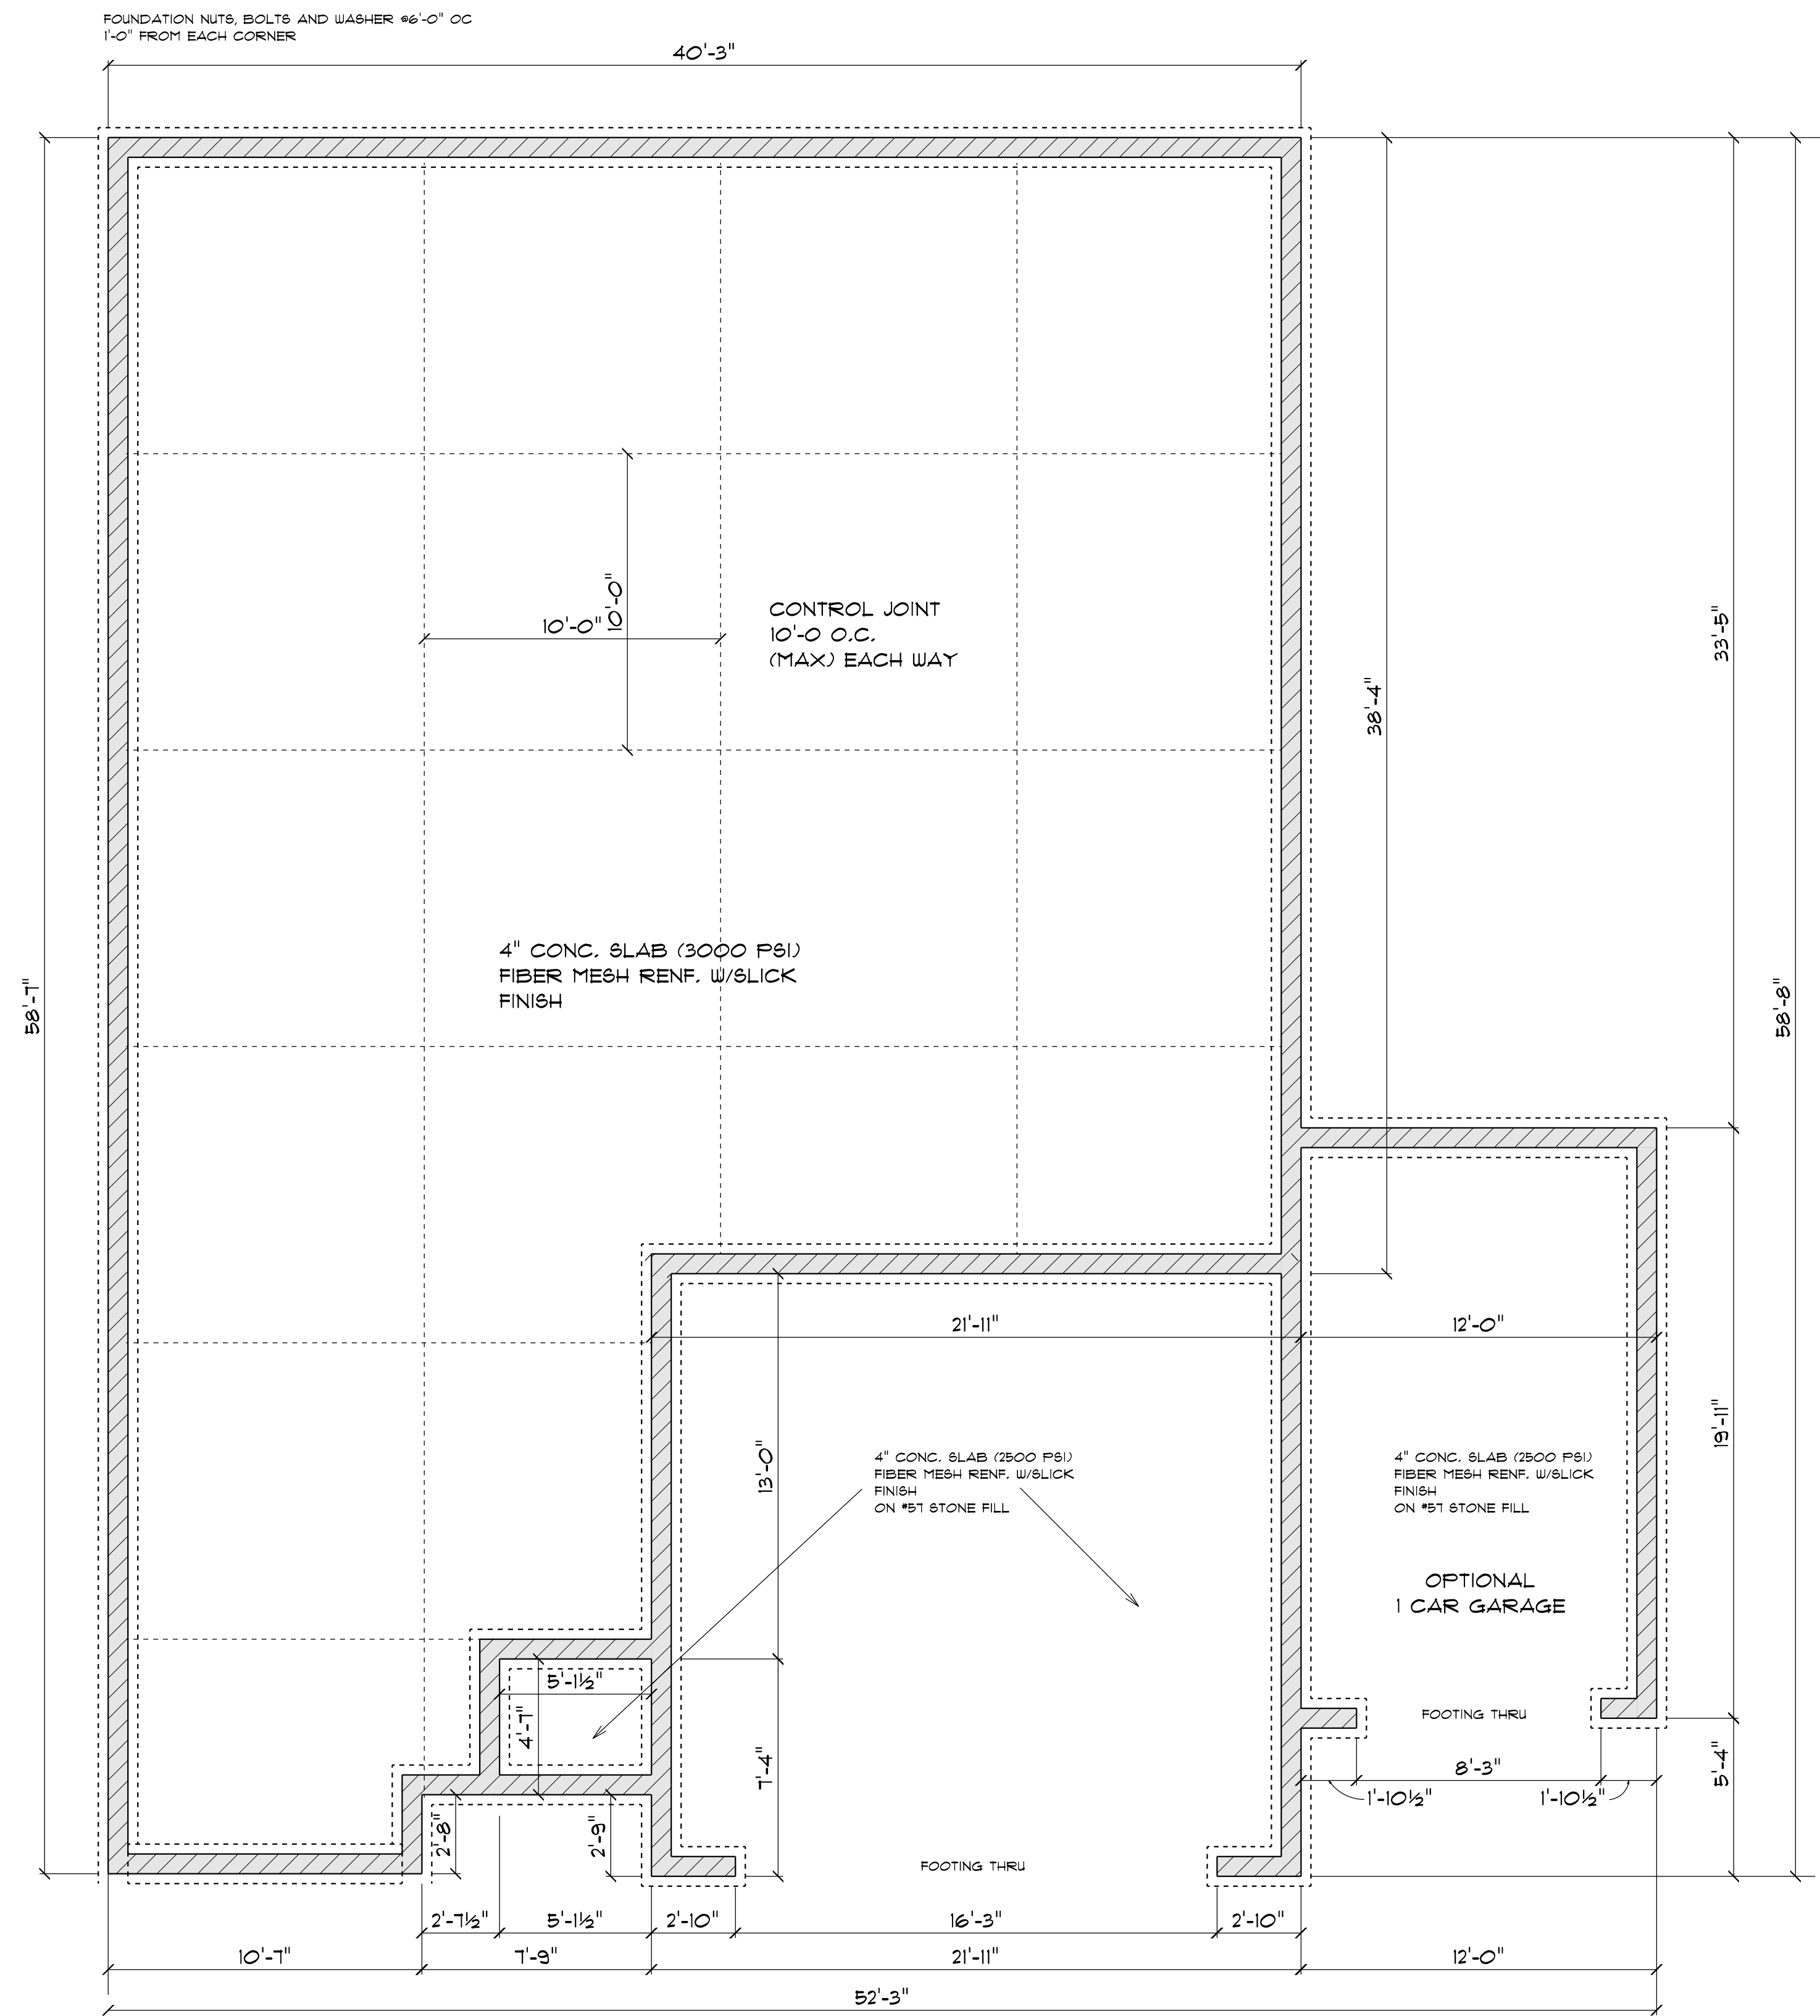 FOUNDATION NUTS, BOLTS AND WASHER @6'-0" OC
1'-0" FROM EACH CORNER
40'-3"
10'-0"
10'-0"
CONTROL JOINT
10'-0 O.C.
(MAX) EACH WAY
33'-5"
38'-4"
4" CONC. SLAB (3000 PSI)
FIBER MESH RENF. W/SLICK
FINISH
58'-7"
58'-8"
21'-11"
12'-0"
13'-0"
19'-11"
4" CONC. SLAB (2500 PSI)
FIBER MESH RENF. W/SLICK
FINISH
ON #57 STONE FILL
4" CONC. SLAB (2500 PSI)
FIBER MESH RENF. W/SLICK
FINISH
ON #57 STONE FILL
OPTIONAL
1 CAR GARAGE
5'-1½"
4'-7"
7'-4"
FOOTING THRU
8'-3"
5'-4"
1'-10½"
1'-10½"
2'-8"
2'-9"
FOOTING THRU
2'-7½"
5'-1½"
2'-10"
16'-3"
2'-10"
10'-7"
7'-9"
21'-11"
12'-0"
52'-3"